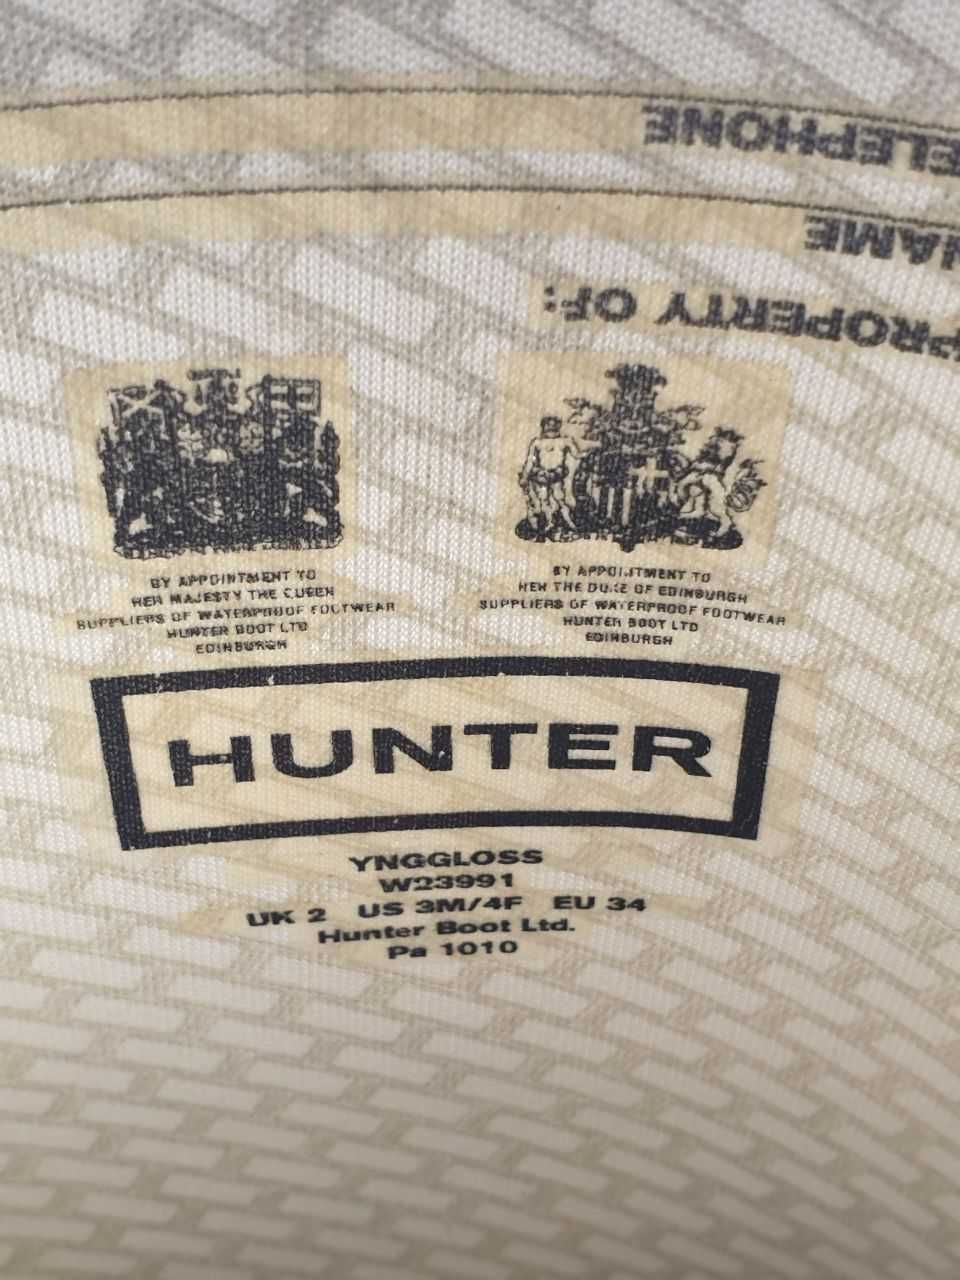 TELEPHONE
NAME
PROPERTY OF:
BY APPOINTMENT TO
HER MAJESTY THE QUEEN
SUPPLIERS OF WATERPROOF FOOTWEAR
HUNTER BOOT LTD
EDINBURGH
BY APPOINTMENT TO
HRH THE DUKE OF EDINBURGH
SUPPLIERS OF WATERPROOF FOOTWEAR
HUNTER BOOT LTD
EDINBURGH
HUNTER
YNGGLOSS
W23991
UK 2 US 3M/4F EU 34
Hunter Boot Ltd.
Pa 1010